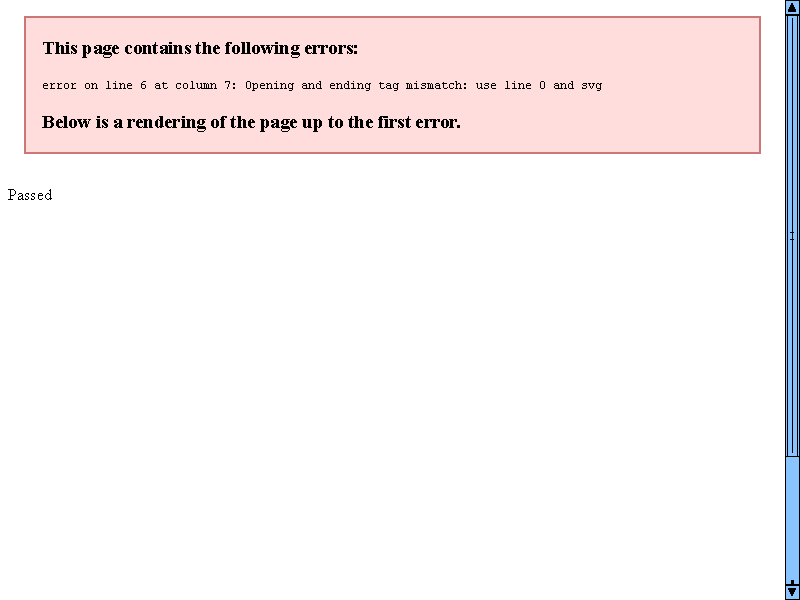 This page contains the following errors:
error on line 6 at column 7: Opening and ending tag mismatch: use line 0 and svg
Below is a rendering of the page up to the first error.
Passed